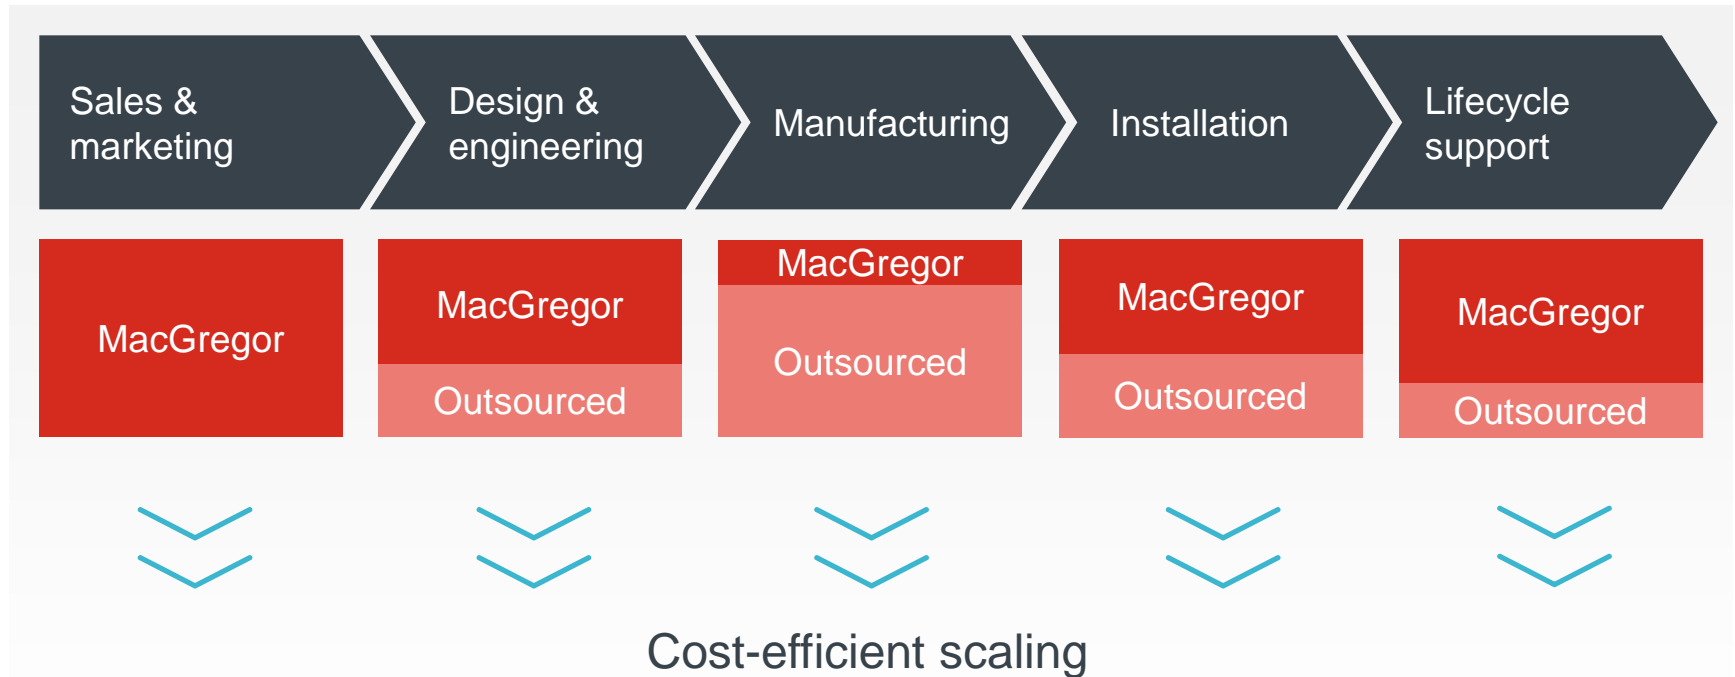 Sales &
marketing
Design &
engineering
Manufacturing
Installation
Lifecycle
support
MacGregor
MacGregor
Outsourced
MacGregor
Outsourced
MacGregor
Outsourced
MacGregor
Outsourced
Cost-efficient scaling